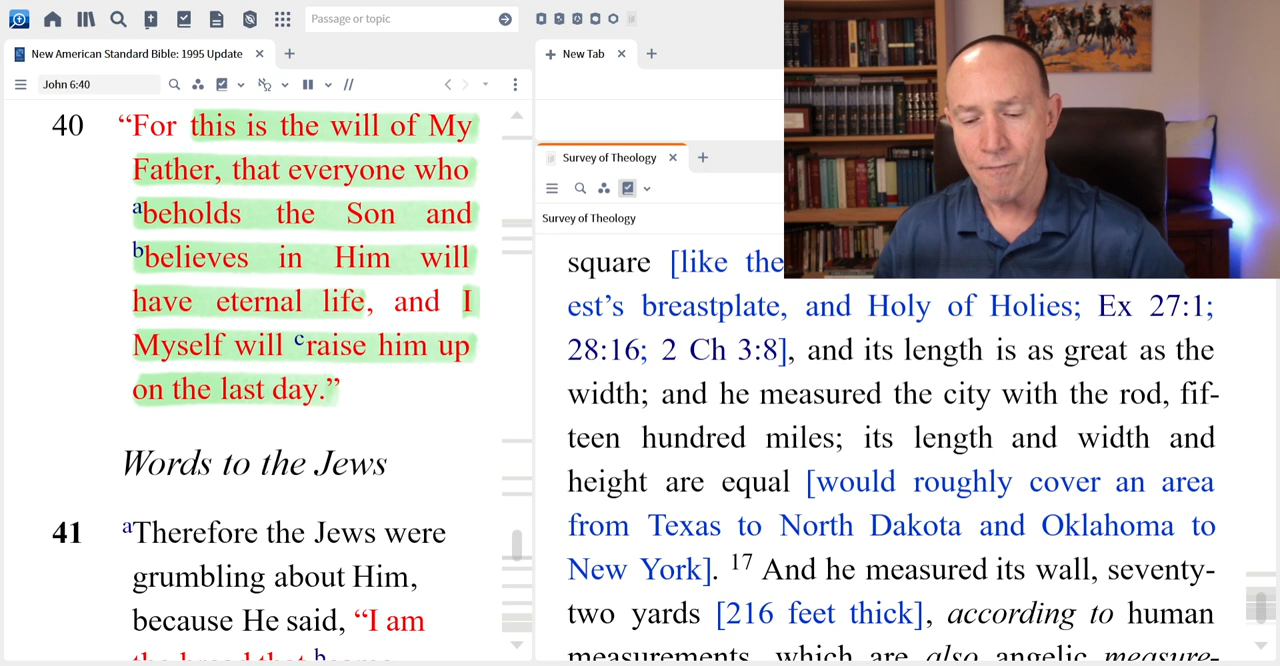 Passage or topic
New American Standard Bible: 1995 Update
John 6:40
40 “For this is the will of My
Father, that everyone who
abeholds the Son and
bbelieves in Him will
have eternal life, and I
Myself will craise him up
on the last day.”
Words to the Jews
41 aTherefore the Jews were
grumbling about Him,
because He said, “I am
New Tab
Survey of Theology
Survey of Theology
square [like the
est’s breastplate, and Holy of Holies; Ex 27:1;
28:16; 2 Ch 3:8], and its length is as great as the
width; and he measured the city with the rod, fif-
teen hundred miles; its length and width and
height are equal [would roughly cover an area
from Texas to North Dakota and Oklahoma to
New York]. 17 And he measured its wall, seventy-
two yards [216 feet thick], according to human
measurements, which are also angelic measure-